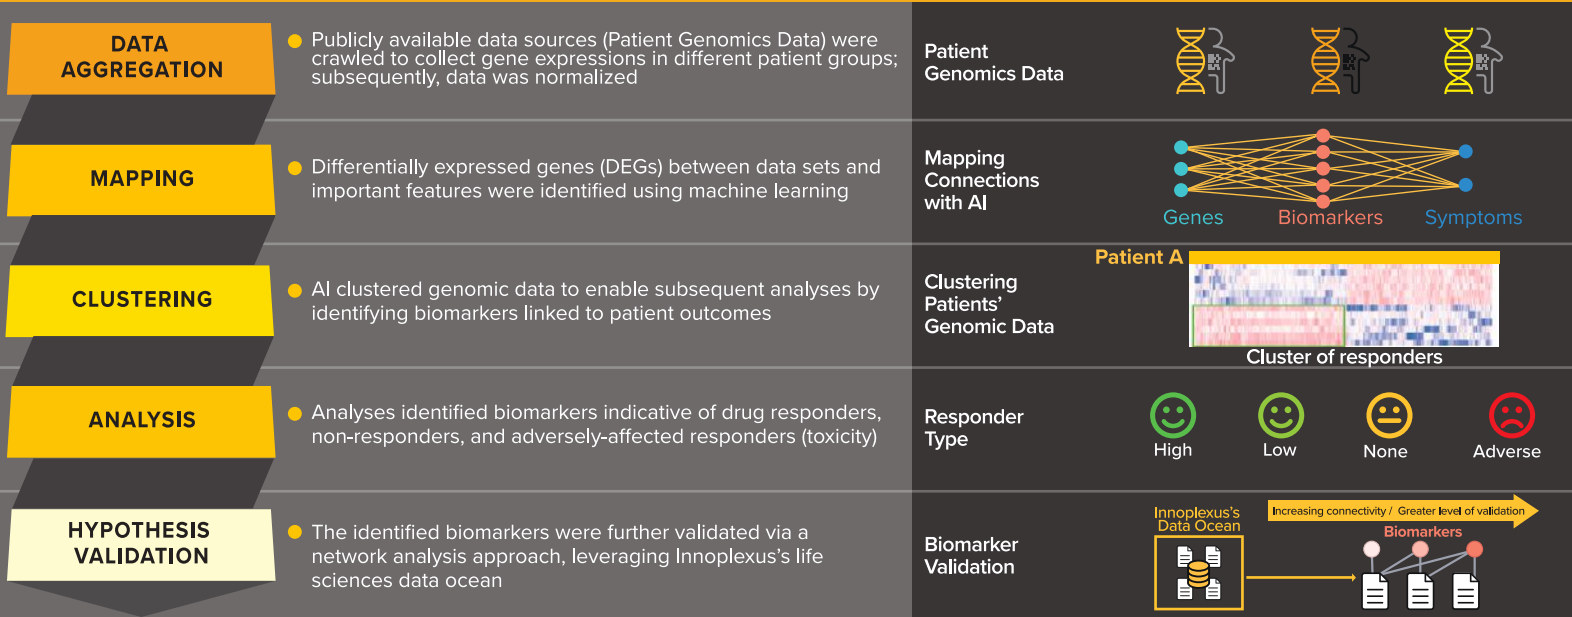 DATA
AGGREGATION
Publicly available data sources (Patient Genomics Data) were
crawled to collect gene expressions in different patient groups;
subsequently, data was normalized
Patient
Genomics Data
MAPPING
Differentially expressed genes (DEGs) between data sets and
important features were identified using machine learning
Mapping
Connections
with AI
Genes
Biomarkers
Symptoms
CLUSTERING
AI clustered genomic data to enable subsequent analyses by
identifying biomarkers linked to patient outcomes
Clustering
Patients'
Genomic Data
Patient A
Cluster of responders
ANALYSIS
Analyses identified biomarkers indicative of drug responders,
non-responders, and adversely-affected responders (toxicity)
Responder
Type
High
Low
None
Adverse
HYPOTHESIS
VALIDATION
The identified biomarkers were further validated via a
network analysis approach, leveraging Innoplexus's life
sciences data ocean
Biomarker
Validation
Innoplexus's
Data Ocean
Increasing connectivity / Greater level of validation
Biomarkers